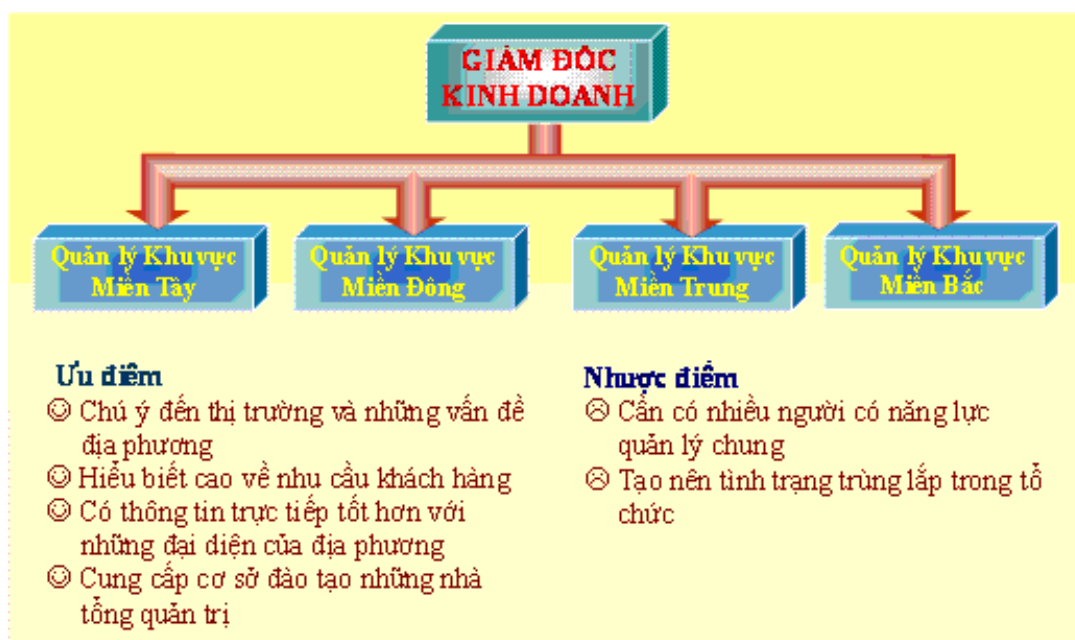 GIÁM ĐỐC
KINH DOANH
Quản lý Khu vực
Miền Tây
Quản lý Khu vực
Miền Đông
Quản lý Khu vực
Miền Trung
Quản lý Khu vực
Miền Bắc
Ưu điểm
Chú ý đến thị trường và những vấn đề
địa phương
Hiểu biết cao về nhu cầu khách hàng
Có thông tin trực tiếp tốt hơn với
những đại diện của địa phương
Cung cấp cơ sở đào tạo những nhà
tổng quản trị
Nhược điểm
Cần có nhiều người có năng lực
quản lý chung
Tạo nên tình trạng trùng lắp trong tổ
chức